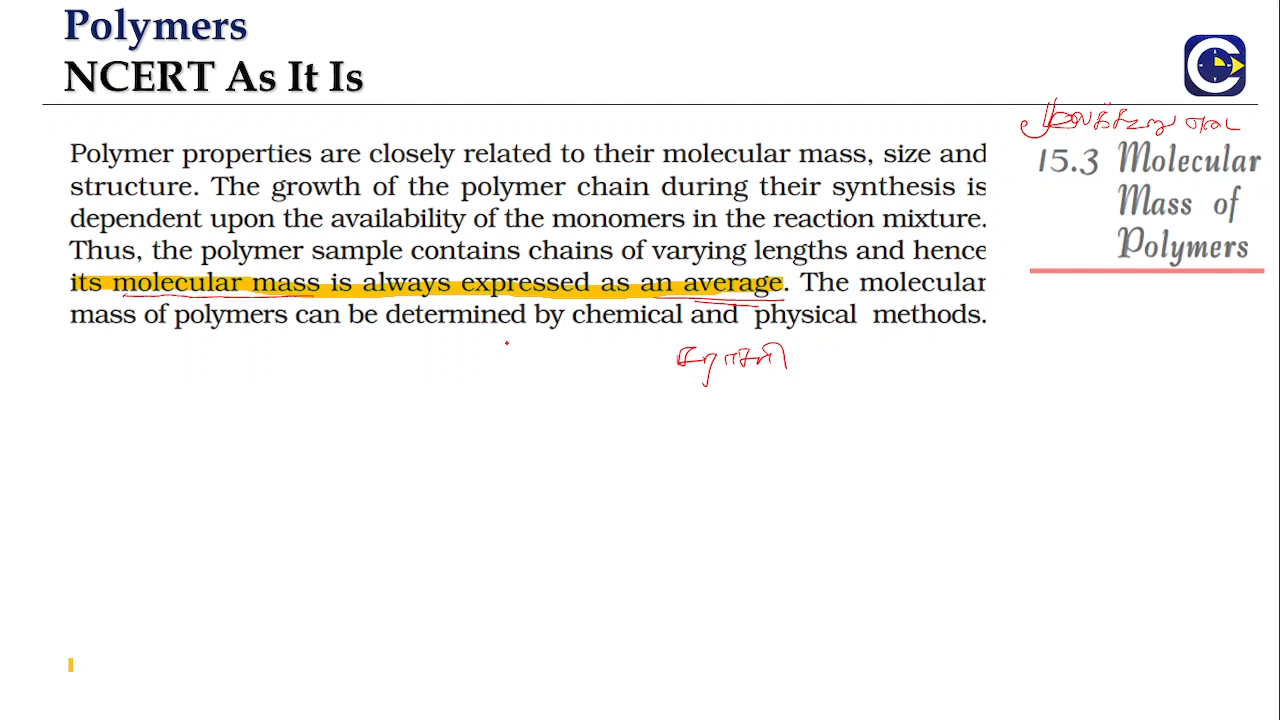 Polymers
NCERT As It Is
மூலக்கூறு எடை
15.3 Molecular
Mass of
Polymers
Polymer properties are closely related to their molecular mass, size and
structure. The growth of the polymer chain during their synthesis is
dependent upon the availability of the monomers in the reaction mixture.
Thus, the polymer sample contains chains of varying lengths and hence
its molecular mass is always expressed as an average. The molecular
mass of polymers can be determined by chemical and physical methods.
சராசரி